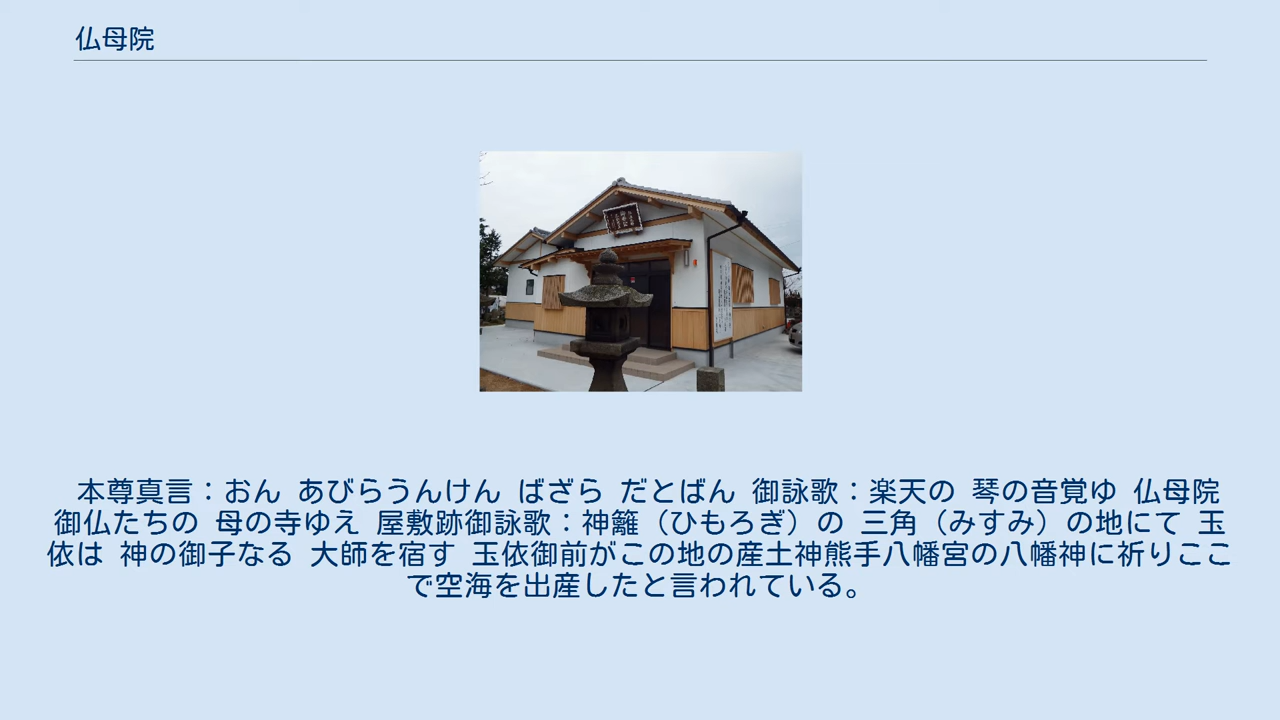 仏母院
本尊真言：おん あびらうんけん ばざら だとばん 御詠歌：楽天の 琴の音覚ゆ 仏母院
御仏たちの 母の寺ゆえ 屋敷跡御詠歌：神籬（ひもろぎ）の 三角（みすみ）の地にて 玉
依は 神の御子なる 大師を宿す 玉依御前がこの地の産土神熊手八幡宮の八幡神に祈りここ
で空海を出産したと言われている。